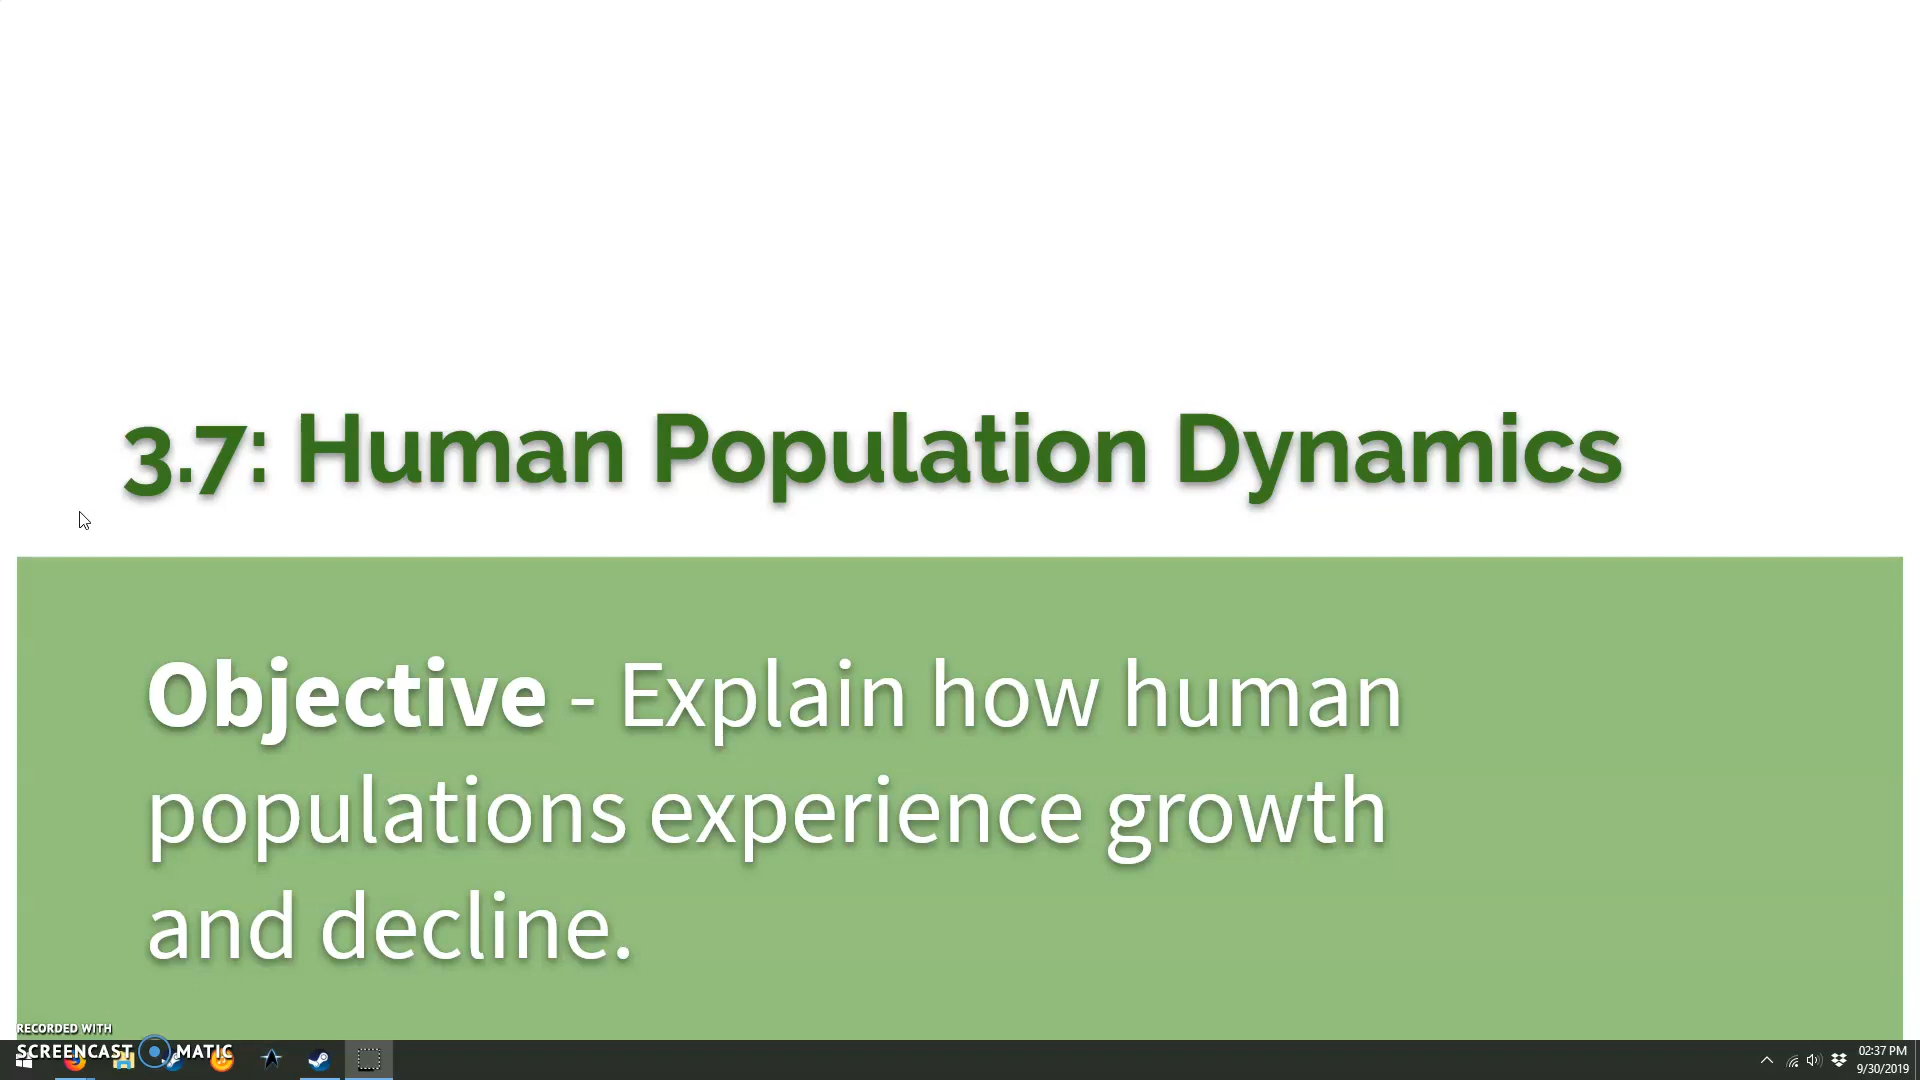 3.7: Human Population Dynamics
Objective - Explain how human
populations experience growth
and decline.
RECORDED WITH
SCREENCAST MATIC
02:37 PM
9/30/2019